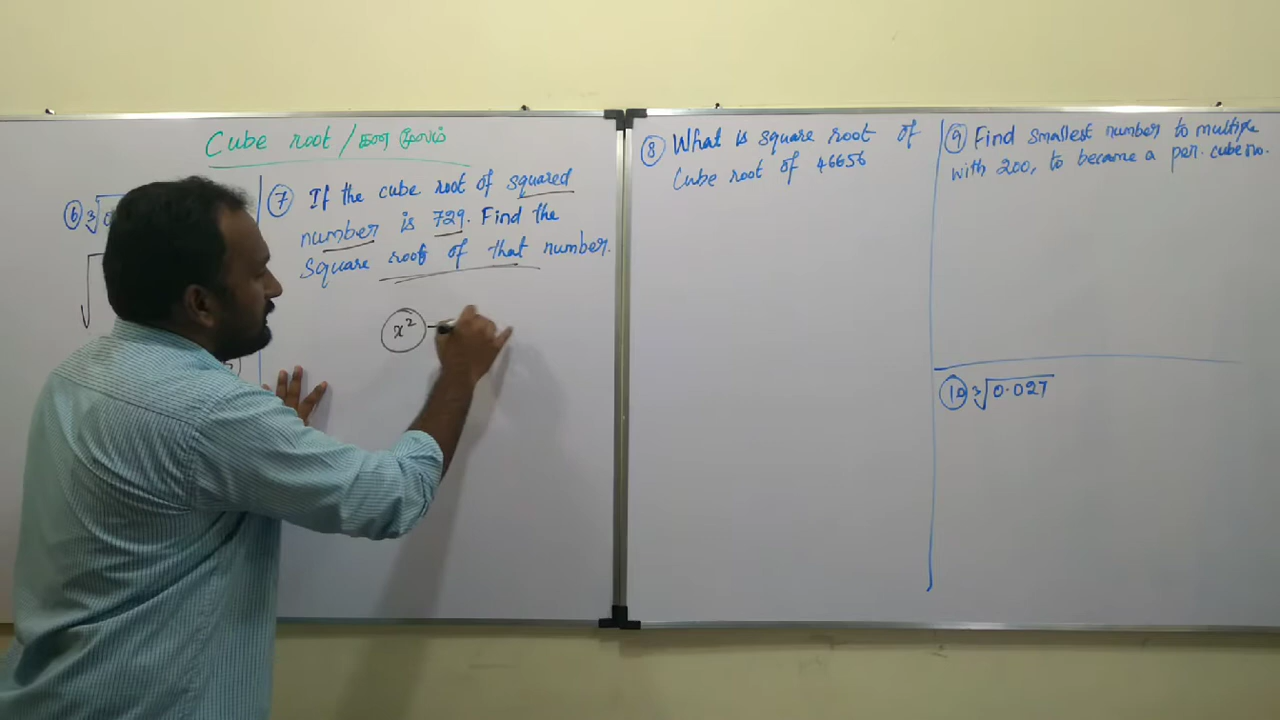 Cube root / கன மூலம்
⑥ ∛
⑦ If the cube root of squared
number is 729. Find the
Square root of that number.
x²
⑧ What is square root of
Cube root of 46656
⑨ Find smallest number to multiple
with 200, to became a per. cube no.
⑩ ∛0.027